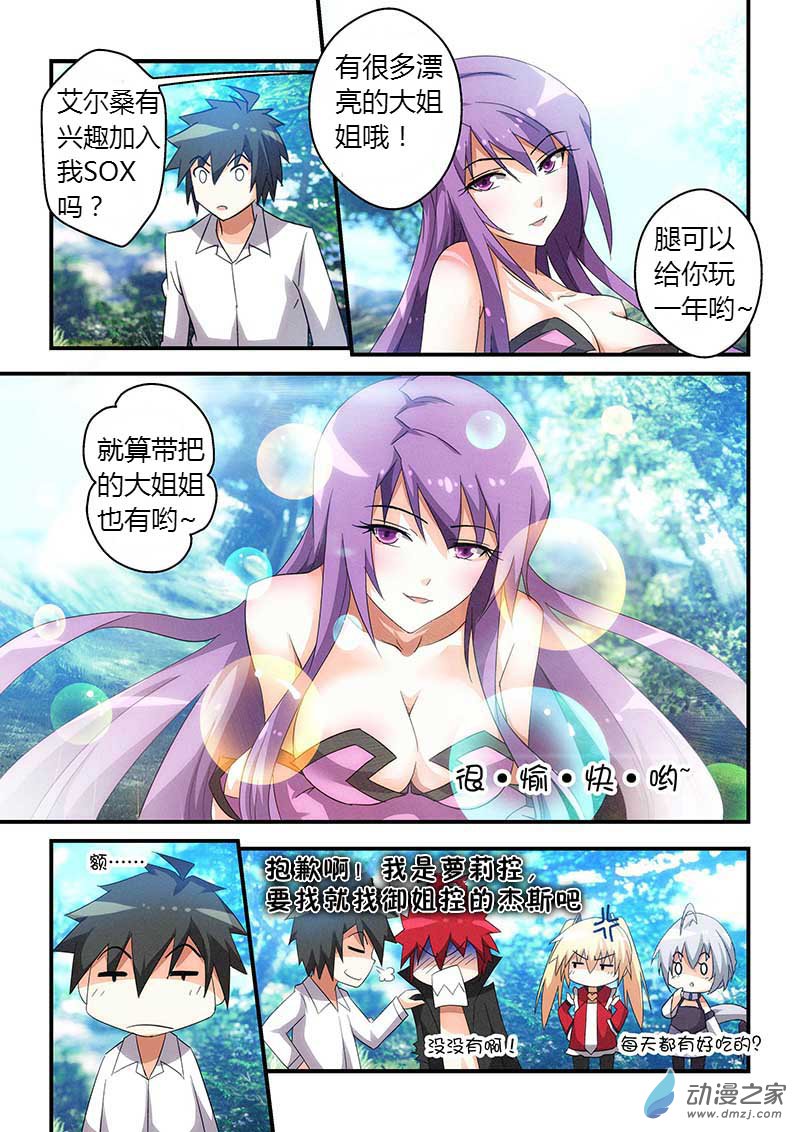 艾尔桑有
兴趣加入
我SOX
吗？
有很多漂
亮的大姐
姐哦！
腿可以
给你玩
一年哟~
就算带把
的大姐姐
也有哟~
很·愉·快·哟~
额……
抱歉啊！我是萝莉控，
要找就找御姐控的杰斯吧
没没有啊！
每天都有好吃的？
动漫之家
www.dmzj.com